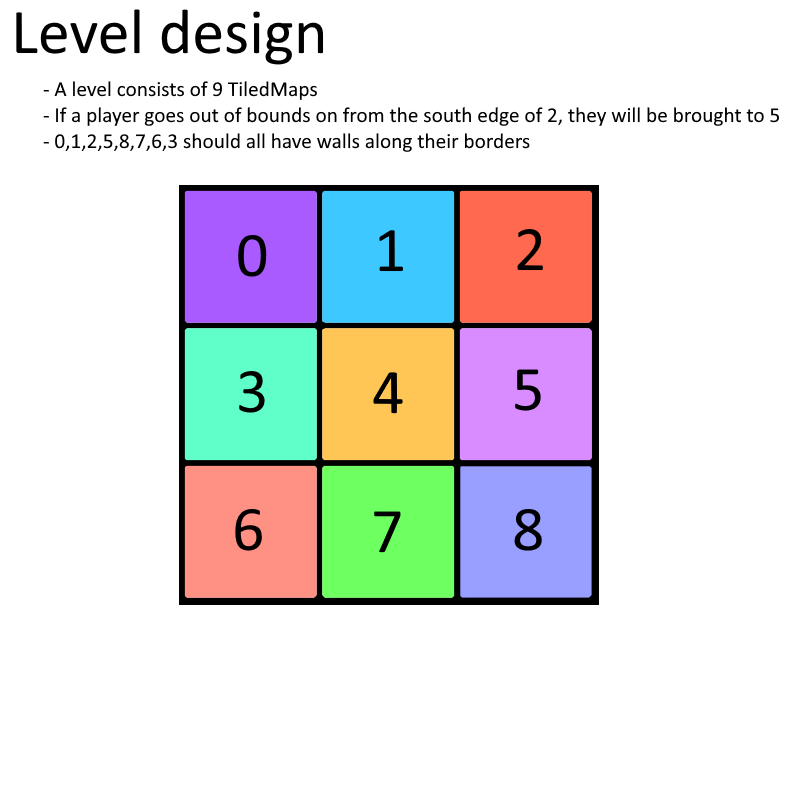 Level design
- A level consists of 9 TiledMaps
- If a player goes out of bounds on from the south edge of 2, they will be brought to 5
- 0,1,2,5,8,7,6,3 should all have walls along their borders
0 1 2
3 4 5
6 7 8